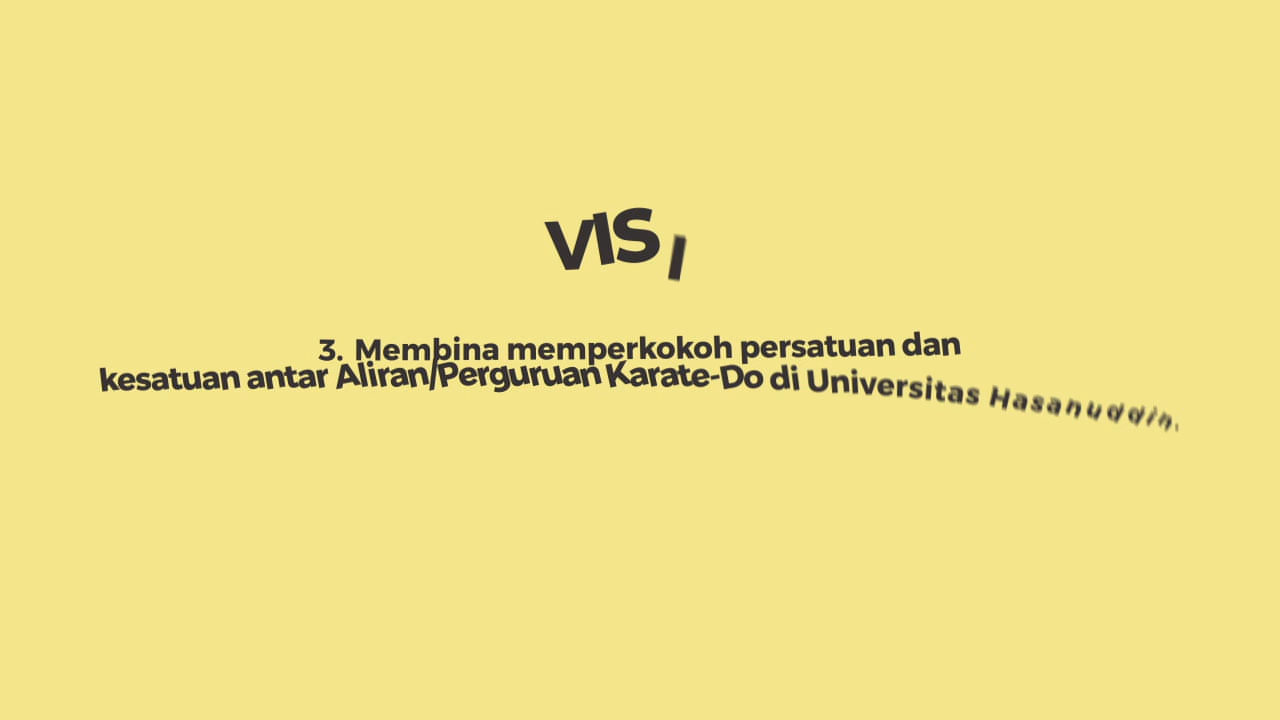 VISI
3. Membina memperkokoh persatuan dan
kesatuan antar Aliran/Perguruan Karate-Do di Universitas Hasanuddin.